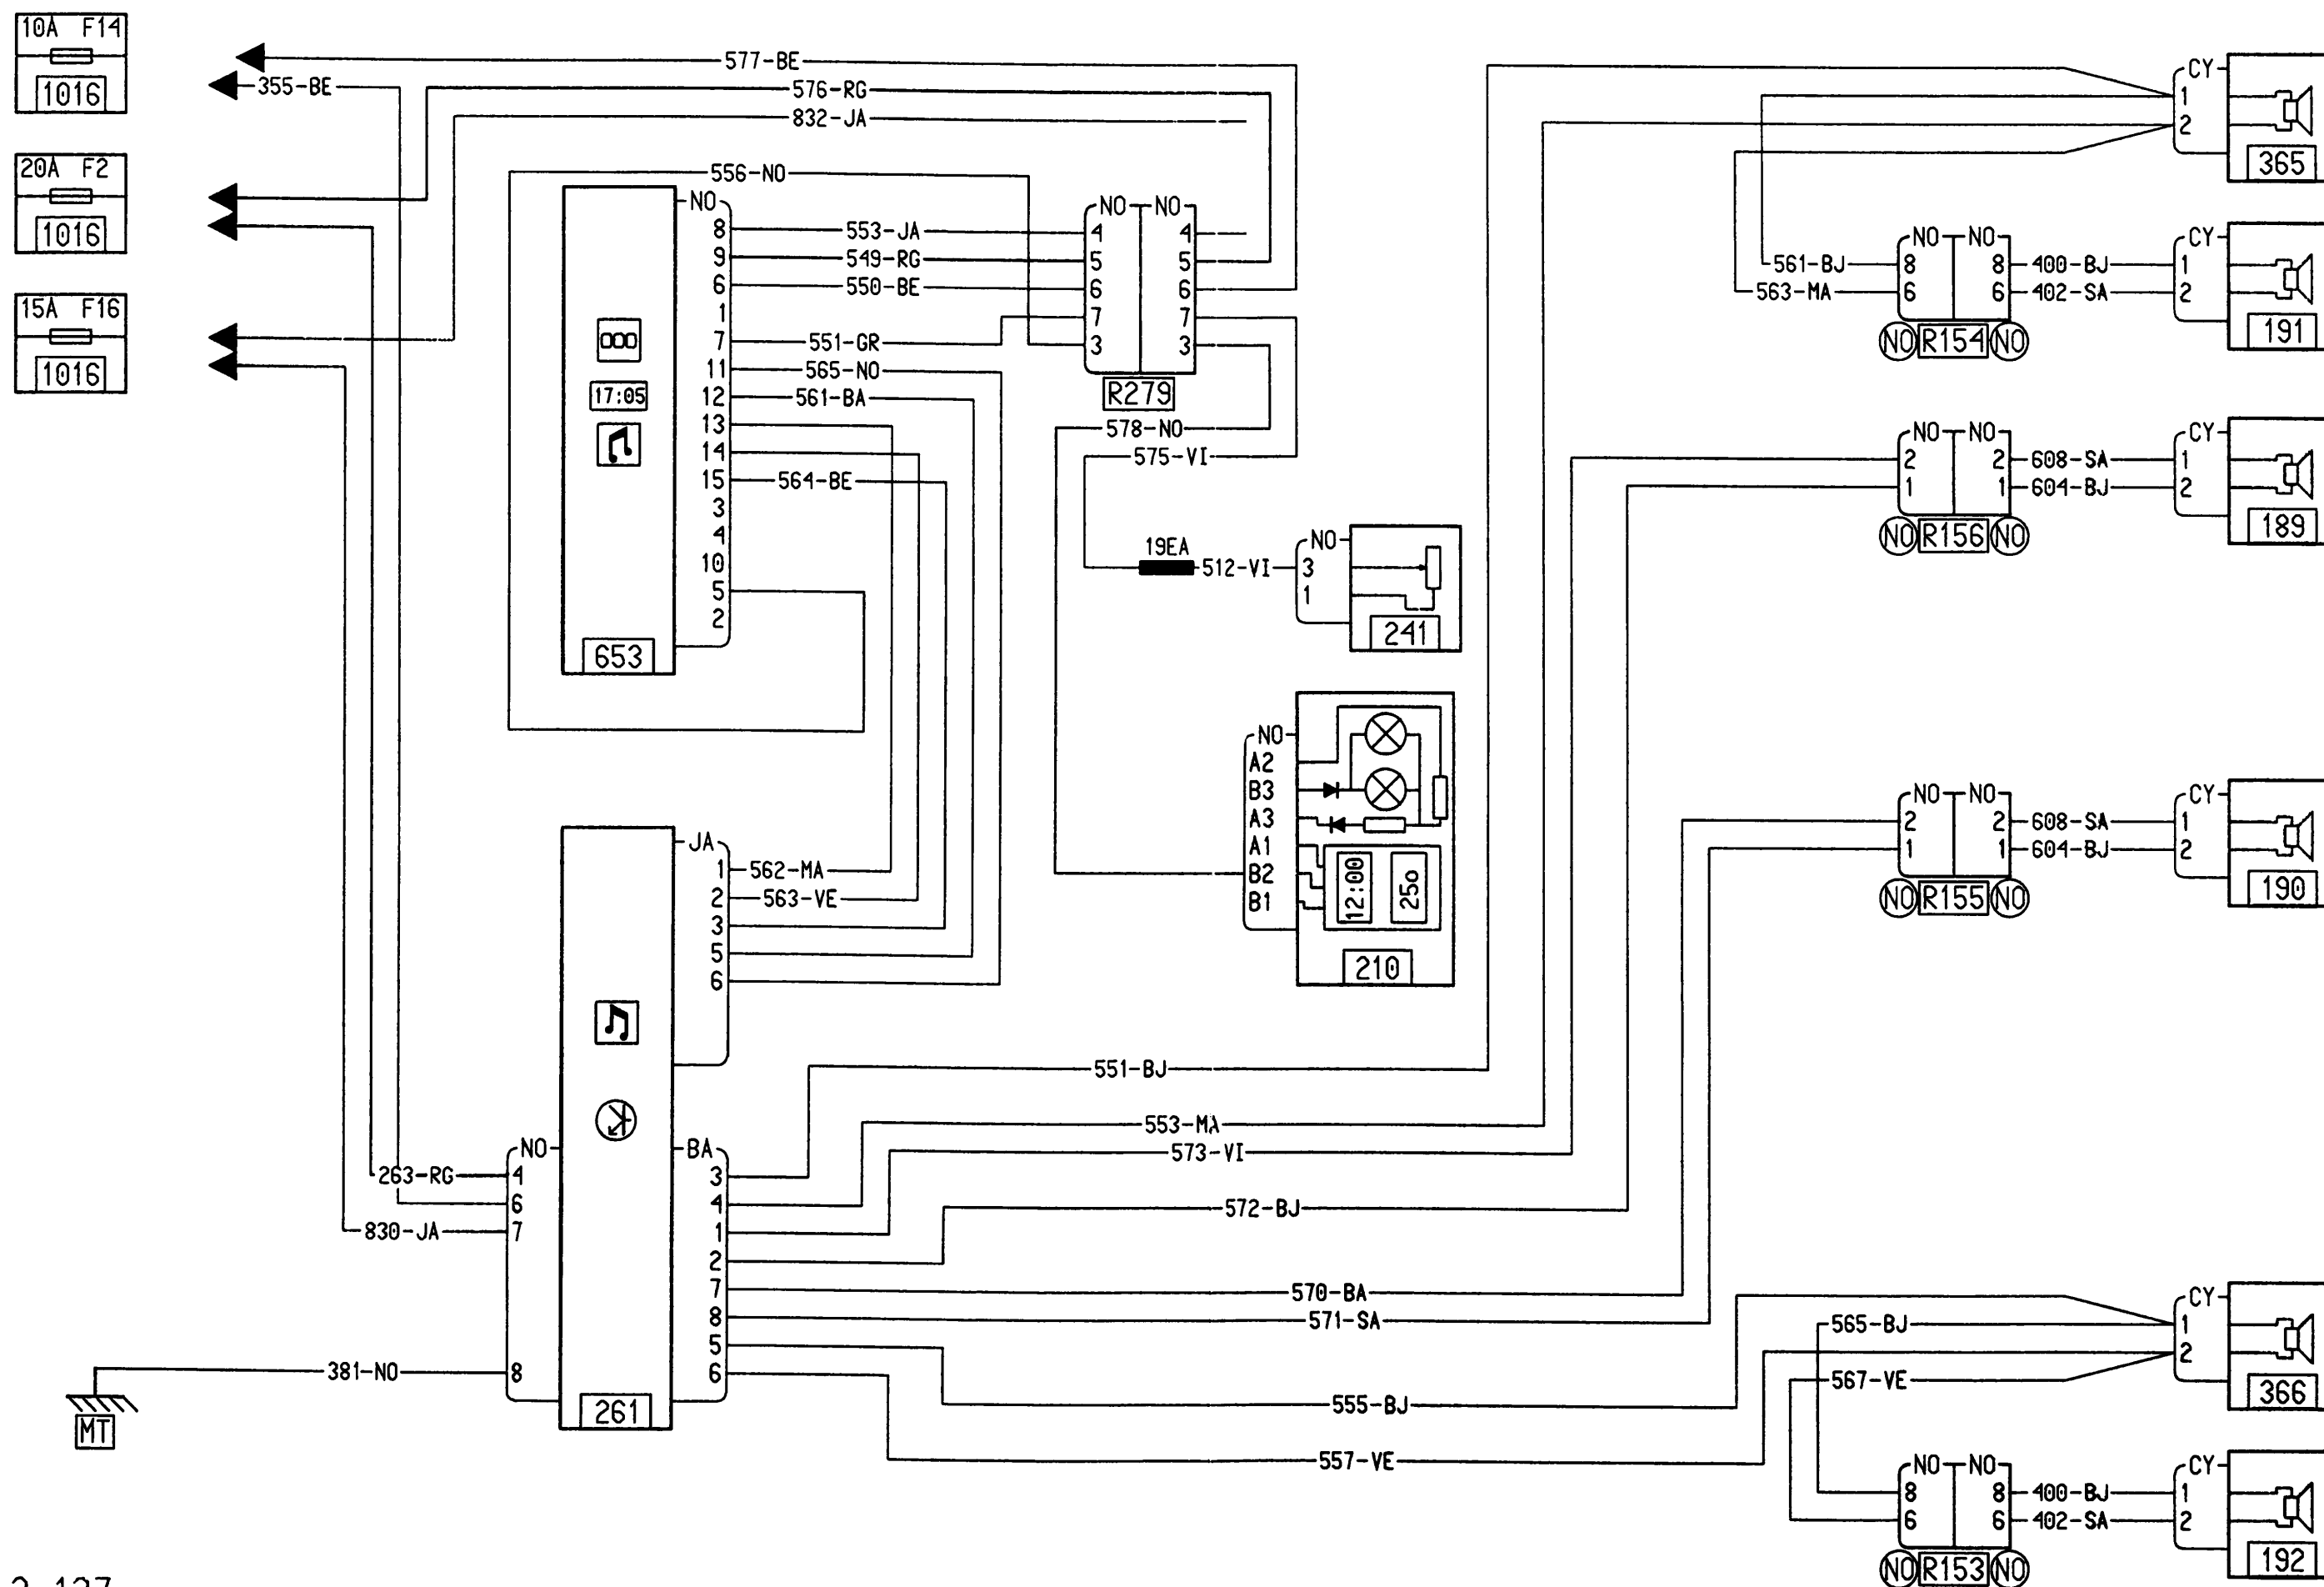 10A F14
1016
20A F2
1016
15A F16
1016
577-BE
355-BE
576-RG
832-JA
556-NO
NO
8
9
6
1
7
11
12
13
14
15
3
4
10
5
2
17:05
653
553-JA
549-RG
550-BE
551-GR
565-NO
561-BA
564-BE
NO NO
4 4
5 5
6 6
7 7
3 3
R279
578-NO
575-VI
19EA
512-VI
NO
3
1
241
NO
A2
B3
A3
A1
B2
B1
12:00
25o
210
JA
1
2
3
5
6
562-MA
563-VE
NO
4
6
7
8
263-RG
830-JA
381-NO
MT
261
BA
3
4
1
2
7
8
5
6
551-BJ
553-MA
573-VI
572-BJ
570-BA
571-SA
555-BJ
557-VE
CY
1
2
365
561-BJ
563-MA
NO NO
8 8
6 6
NO R154 NO
400-BJ
402-SA
CY
1
2
191
NO NO
2 2
1 1
NO R156 NO
608-SA
604-BJ
CY
1
2
189
NO NO
2 2
1 1
NO R155 NO
608-SA
604-BJ
CY
1
2
190
565-BJ
567-VE
CY
1
2
366
NO NO
8 8
6 6
NO R153 NO
400-BJ
402-SA
CY
1
2
192